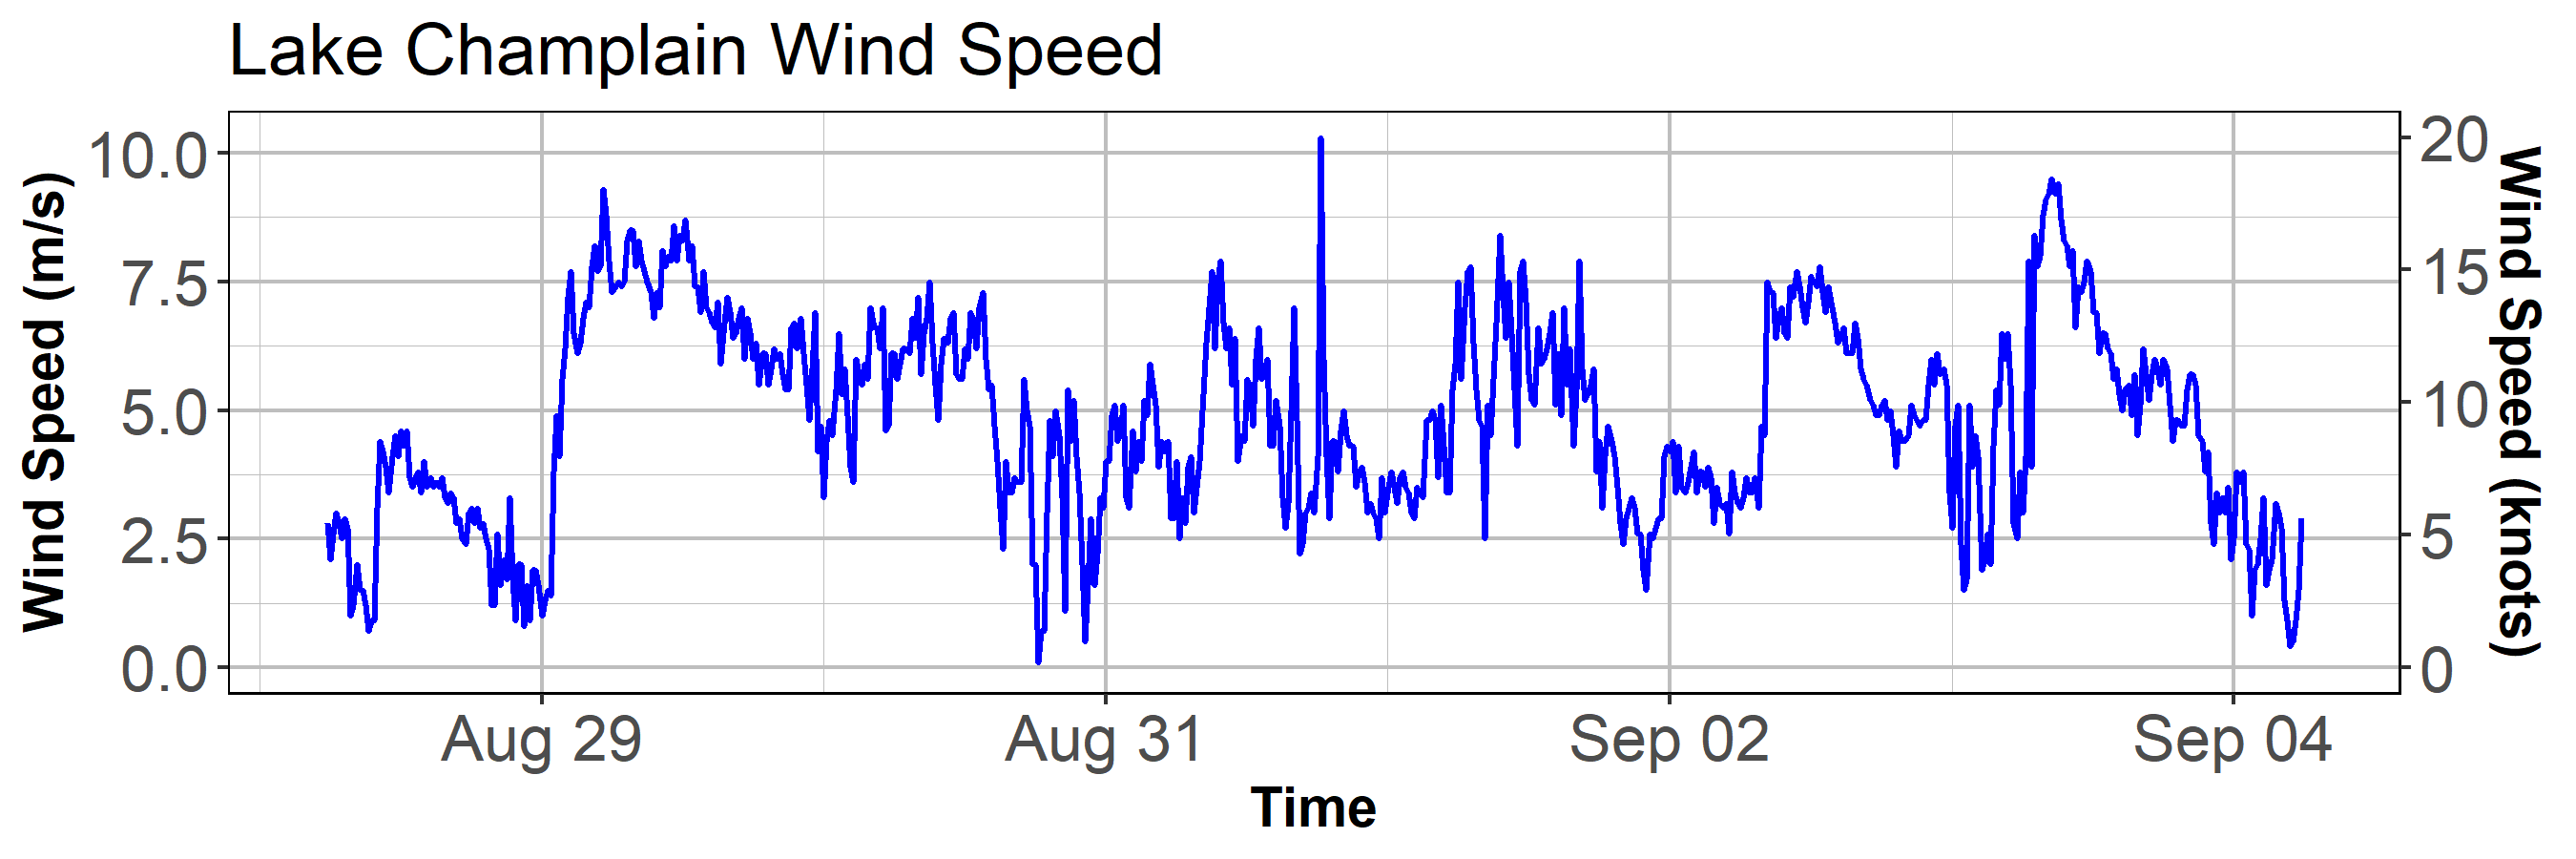 Lake Champlain Wind Speed
Wind Speed (m/s)
10.0
7.5
5.0
2.5
0.0
20
15
10
5
0
Wind Speed (knots)
Aug 29
Aug 31
Sep 02
Sep 04
Time